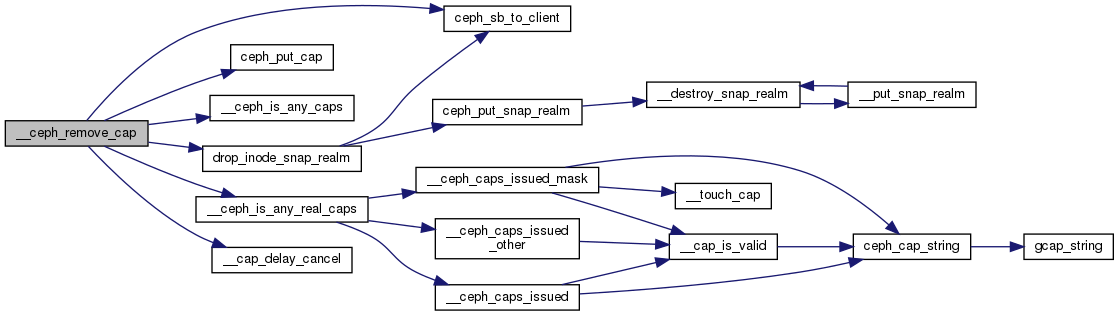 ceph_sb_to_client
ceph_put_cap
__ceph_is_any_caps
__destroy_snap_realm
__put_snap_realm
ceph_put_snap_realm
__ceph_remove_cap
drop_inode_snap_realm
__ceph_caps_issued_mask
__touch_cap
__ceph_is_any_real_caps
__ceph_caps_issued
_other
__cap_is_valid
ceph_cap_string
gcap_string
__cap_delay_cancel
__ceph_caps_issued